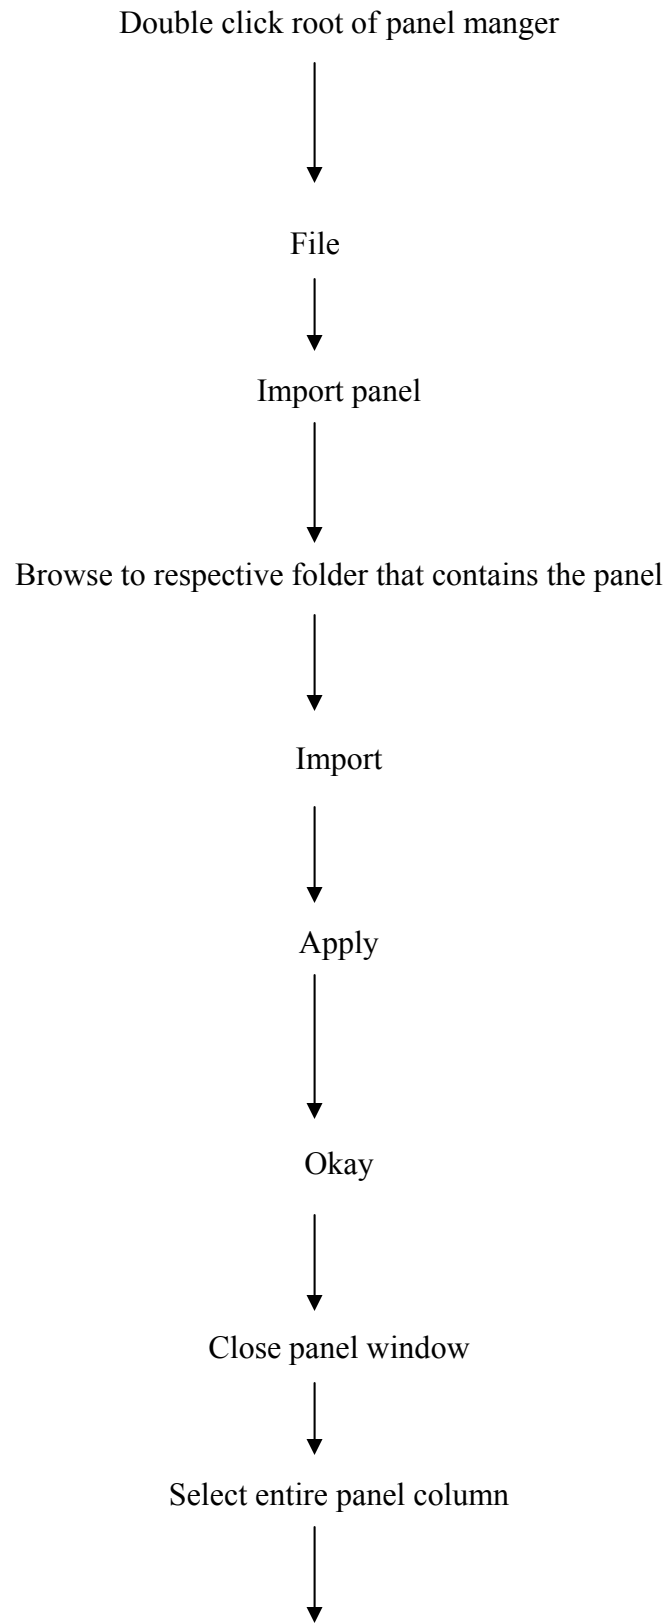 Double click root of panel manger
File
Import panel
Browse to respective folder that contains the panel
Import
Apply
Okay
Close panel window
Select entire panel column